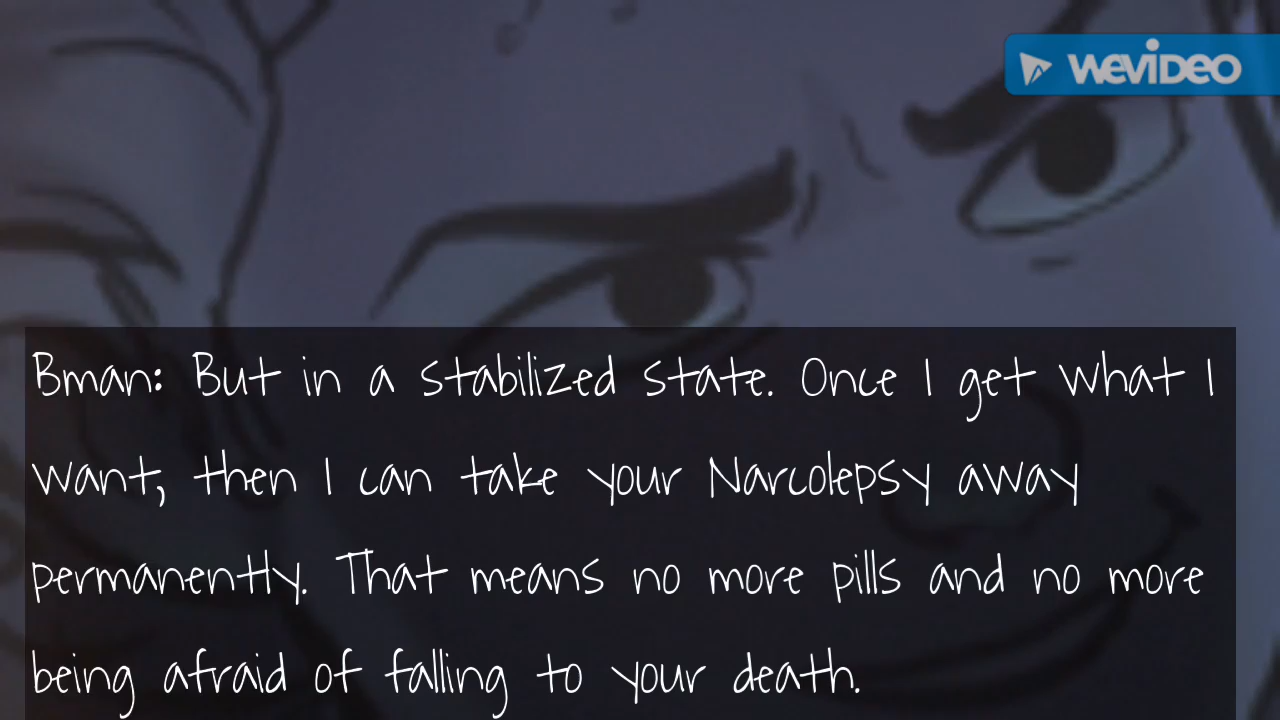 WEVIDEO
Bman: But in a stabilized state. Once I get what I
want, then I can take your Narcolepsy away
permanently. That means no more pills and no more
being afraid of falling to your death.